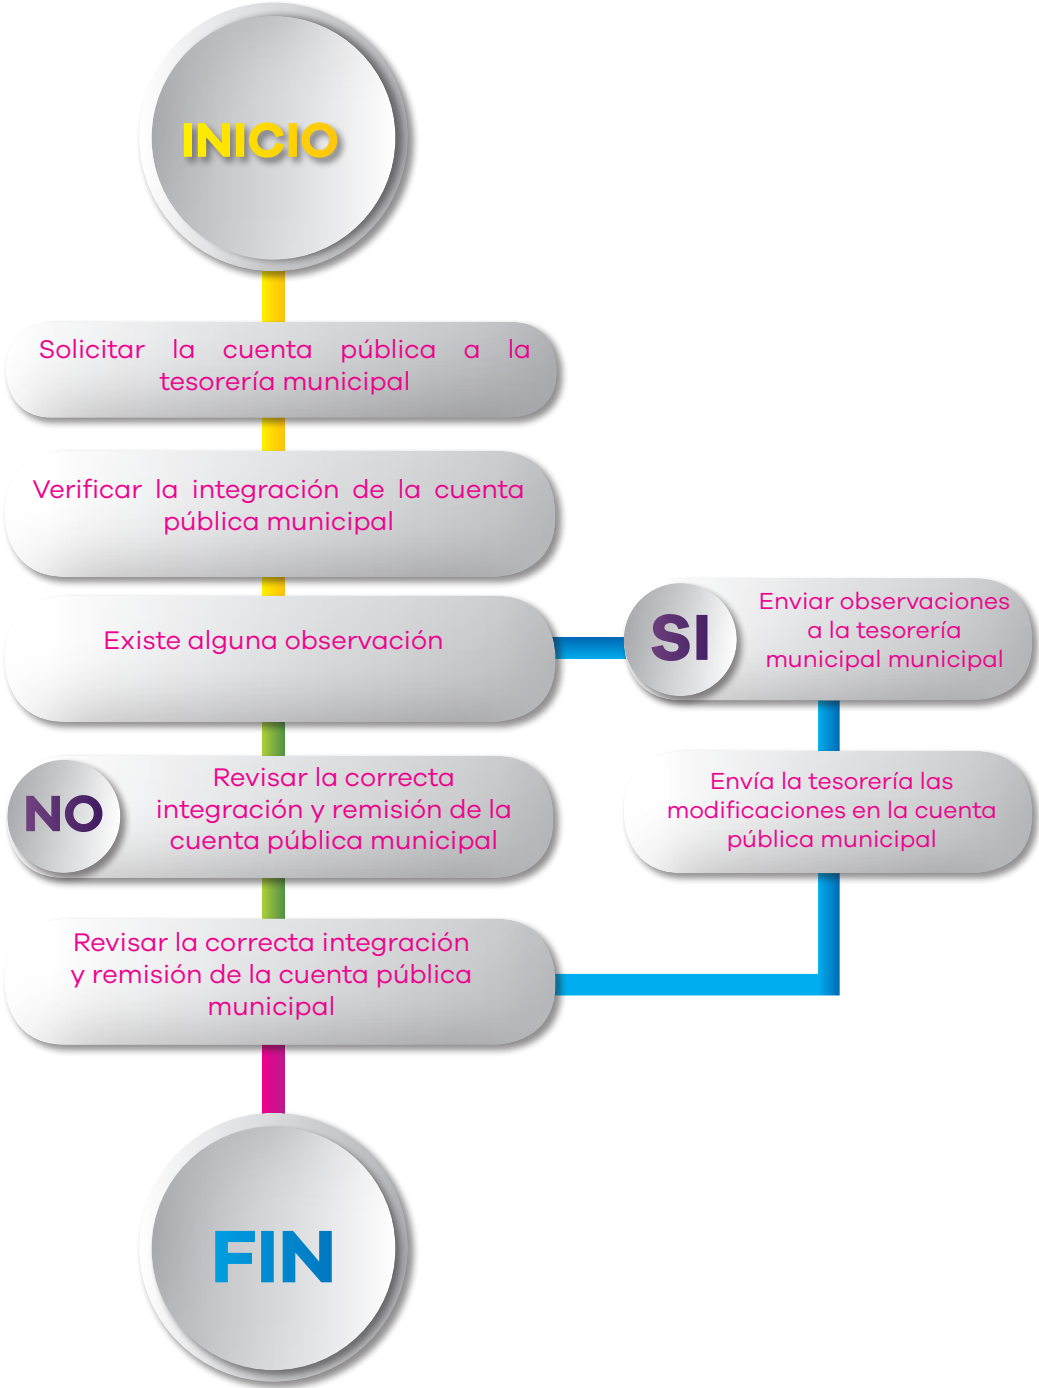 INICIO
Solicitar la cuenta pública a la
tesorería municipal
Verificar la integración de la cuenta
pública municipal
Existe alguna observación
SI
Enviar observaciones
a la tesorería
municipal municipal
NO
Revisar la correcta
integración y remisión de la
cuenta pública municipal
Envía la tesorería las
modificaciones en la cuenta
pública municipal
Revisar la correcta integración
y remisión de la cuenta pública
municipal
FIN